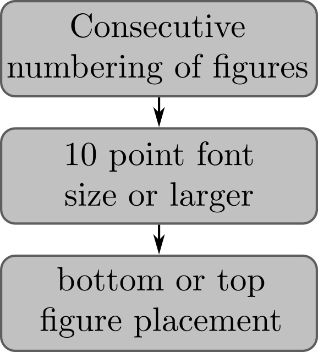 Consecutive
numbering of figures
10 point font
size or larger
bottom or top
figure placement